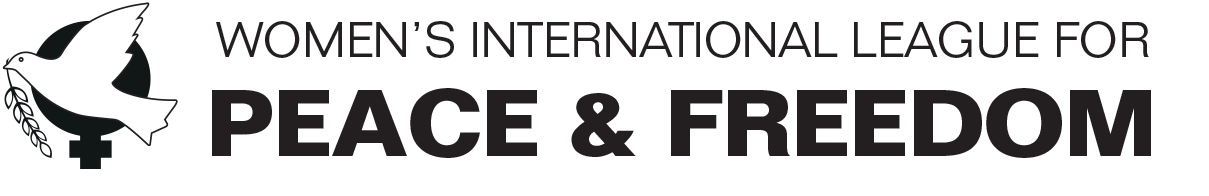 WOMEN'S INTERNATIONAL LEAGUE FOR
PEACE & FREEDOM